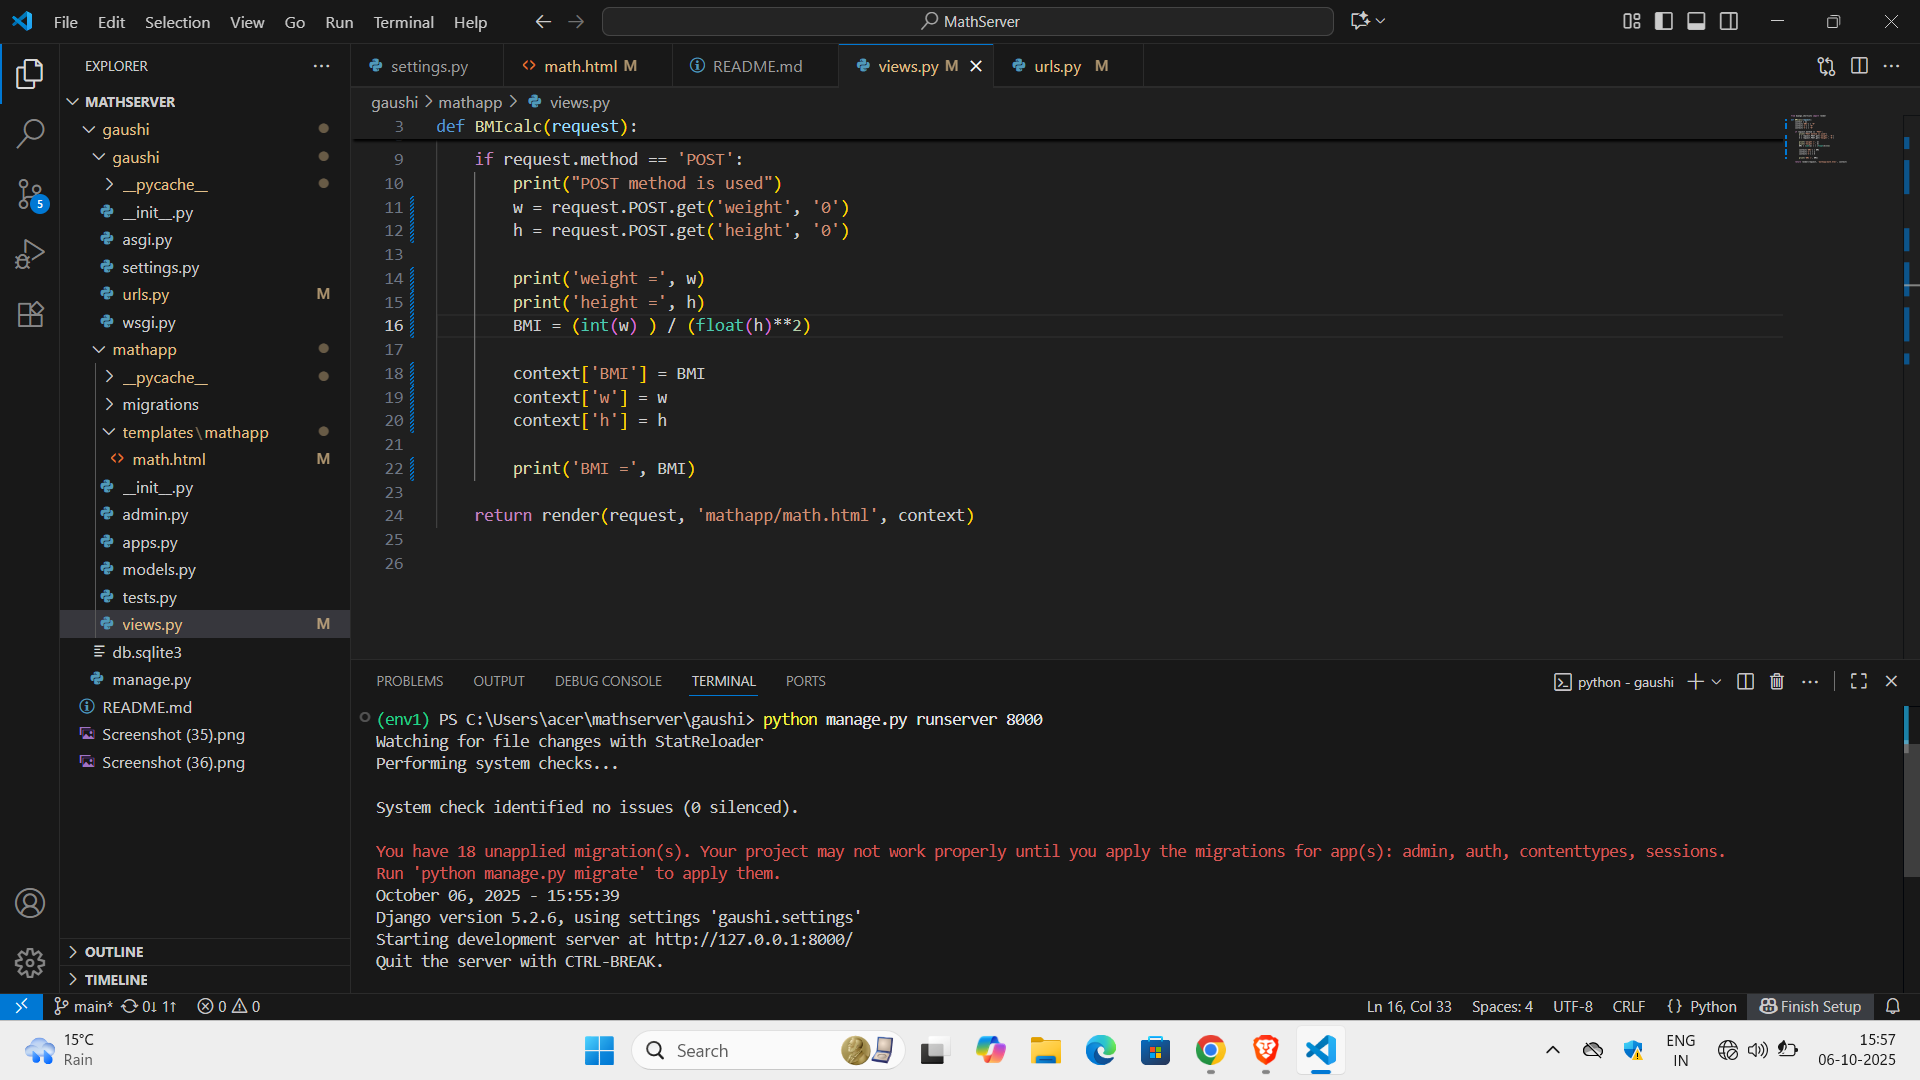 File Edit Selection View Go Run Terminal Help
MathServer
EXPLORER
MATHSERVER
gaushi
gaushi
__pycache__
__init__.py
asgi.py
settings.py
urls.py M
wsgi.py
mathapp
__pycache__
migrations
templates\mathapp
math.html M
__init__.py
admin.py
apps.py
models.py
tests.py
views.py M
db.sqlite3
manage.py
README.md
Screenshot (35).png
Screenshot (36).png
OUTLINE
TIMELINE
5
settings.py math.html M README.md views.py M urls.py M
gaushi > mathapp > views.py
3 def BMIcalc(request):
9 if request.method == 'POST':
10 print("POST method is used")
11 w = request.POST.get('weight', '0')
12 h = request.POST.get('height', '0')
13
14 print('weight =', w)
15 print('height =', h)
16 BMI = (int(w) ) / (float(h)**2)
17
18 context['BMI'] = BMI
19 context['w'] = w
20 context['h'] = h
21
22 print('BMI =', BMI)
23
24 return render(request, 'mathapp/math.html', context)
25
26
PROBLEMS OUTPUT DEBUG CONSOLE TERMINAL PORTS
python - gaushi
(env1) PS C:\Users\acer\mathserver\gaushi> python manage.py runserver 8000
Watching for file changes with StatReloader
Performing system checks...
System check identified no issues (0 silenced).
You have 18 unapplied migration(s). Your project may not work properly until you apply the migrations for app(s): admin, auth, contenttypes, sessions.
Run 'python manage.py migrate' to apply them.
October 06, 2025 - 15:55:39
Django version 5.2.6, using settings 'gaushi.settings'
Starting development server at http://127.0.0.1:8000/
Quit the server with CTRL-BREAK.
main* 0↓ 1↑ 0 0
Ln 16, Col 33 Spaces: 4 UTF-8 CRLF {} Python Finish Setup
15°C
Rain
Search
ENG
IN
15:57
06-10-2025